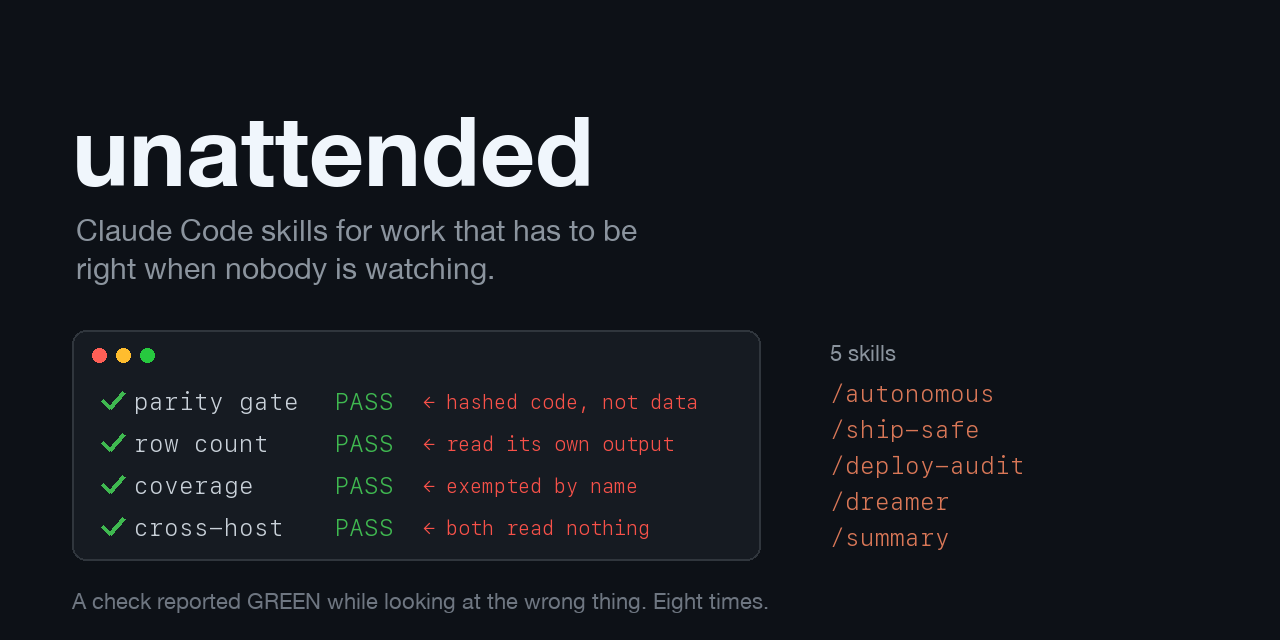 unattended
Claude Code skills for work that has to be
right when nobody is watching.
✓ parity gate PASS ← hashed code, not data
✓ row count PASS ← read its own output
✓ coverage PASS ← exempted by name
✓ cross-host PASS ← both read nothing
5 skills
/autonomous
/ship-safe
/deploy-audit
/dreamer
/summary
A check reported GREEN while looking at the wrong thing. Eight times.